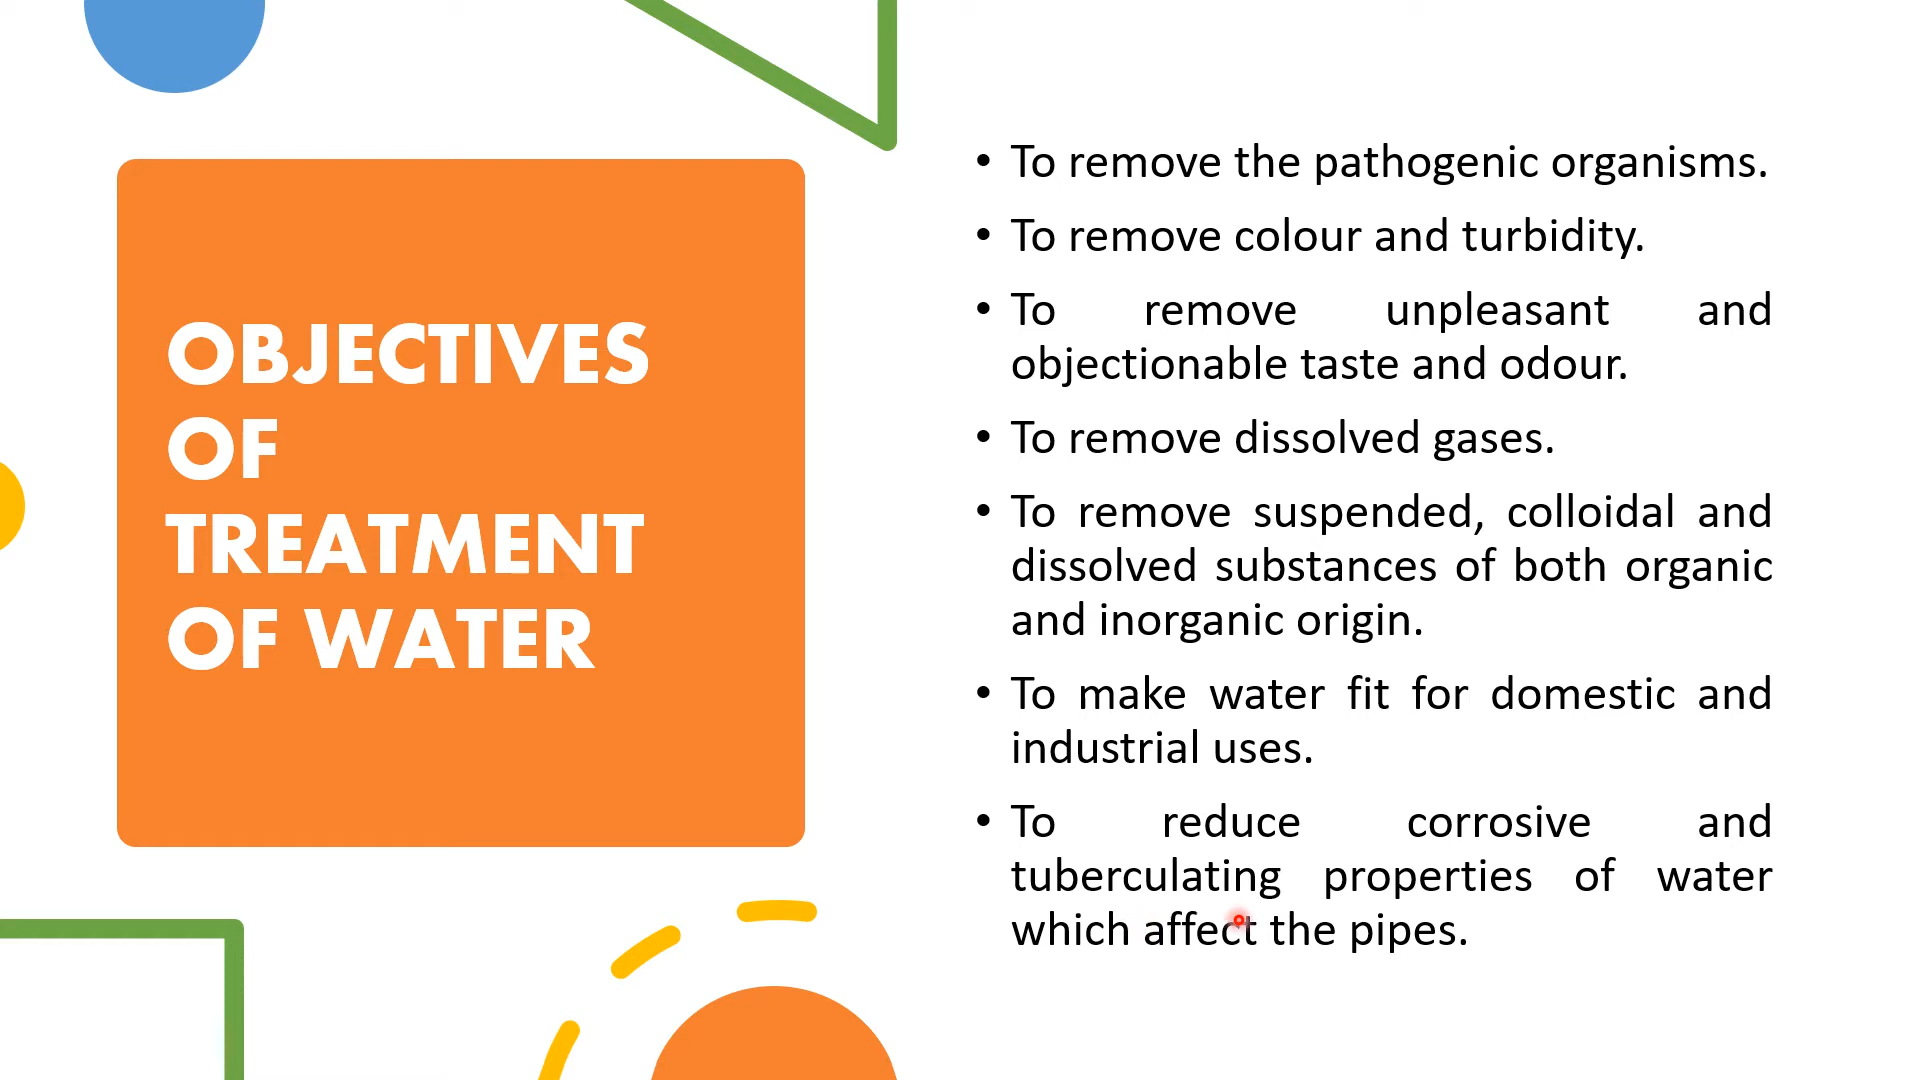 OBJECTIVES
OF
TREATMENT
OF WATER
• To remove the pathogenic organisms.
• To remove colour and turbidity.
• To remove unpleasant and
objectionable taste and odour.
• To remove dissolved gases.
• To remove suspended, colloidal and
dissolved substances of both organic
and inorganic origin.
• To make water fit for domestic and
industrial uses.
• To reduce corrosive and
tuberculating properties of water
which affect the pipes.